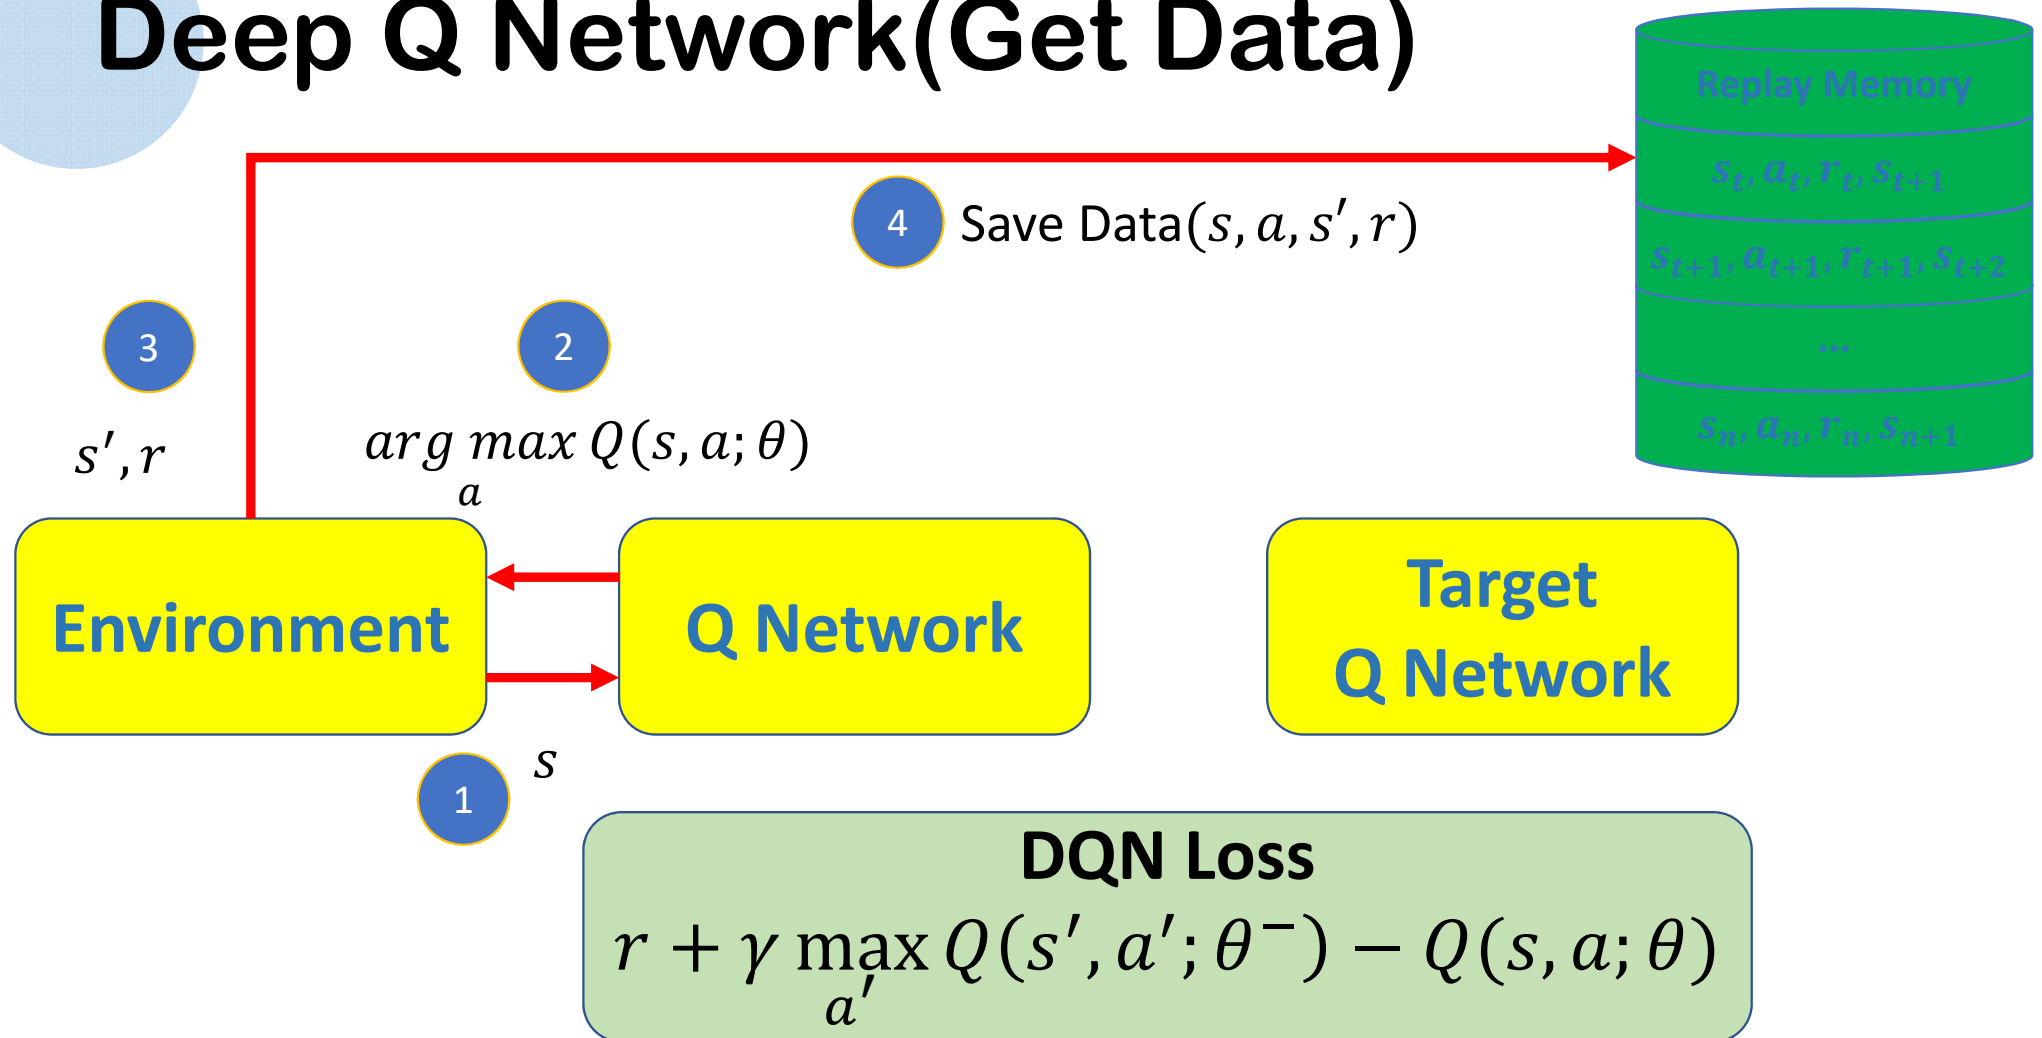 Deep Q Network(Get Data)
Replay Memory
s_t, a_t, r_t, s_{t+1}
s_{t+1}, a_{t+1}, r_{t+1}, s_{t+2}
...
s_n, a_n, r_n, s_{n+1}
4 Save Data(s, a, s′, r)
3
s′, r
2
arg max Q(s, a; θ)
a
Environment
Q Network
Target
Q Network
s
1
DQN Loss
r + γ max Q(s′, a′; θ⁻) − Q(s, a; θ)
a′